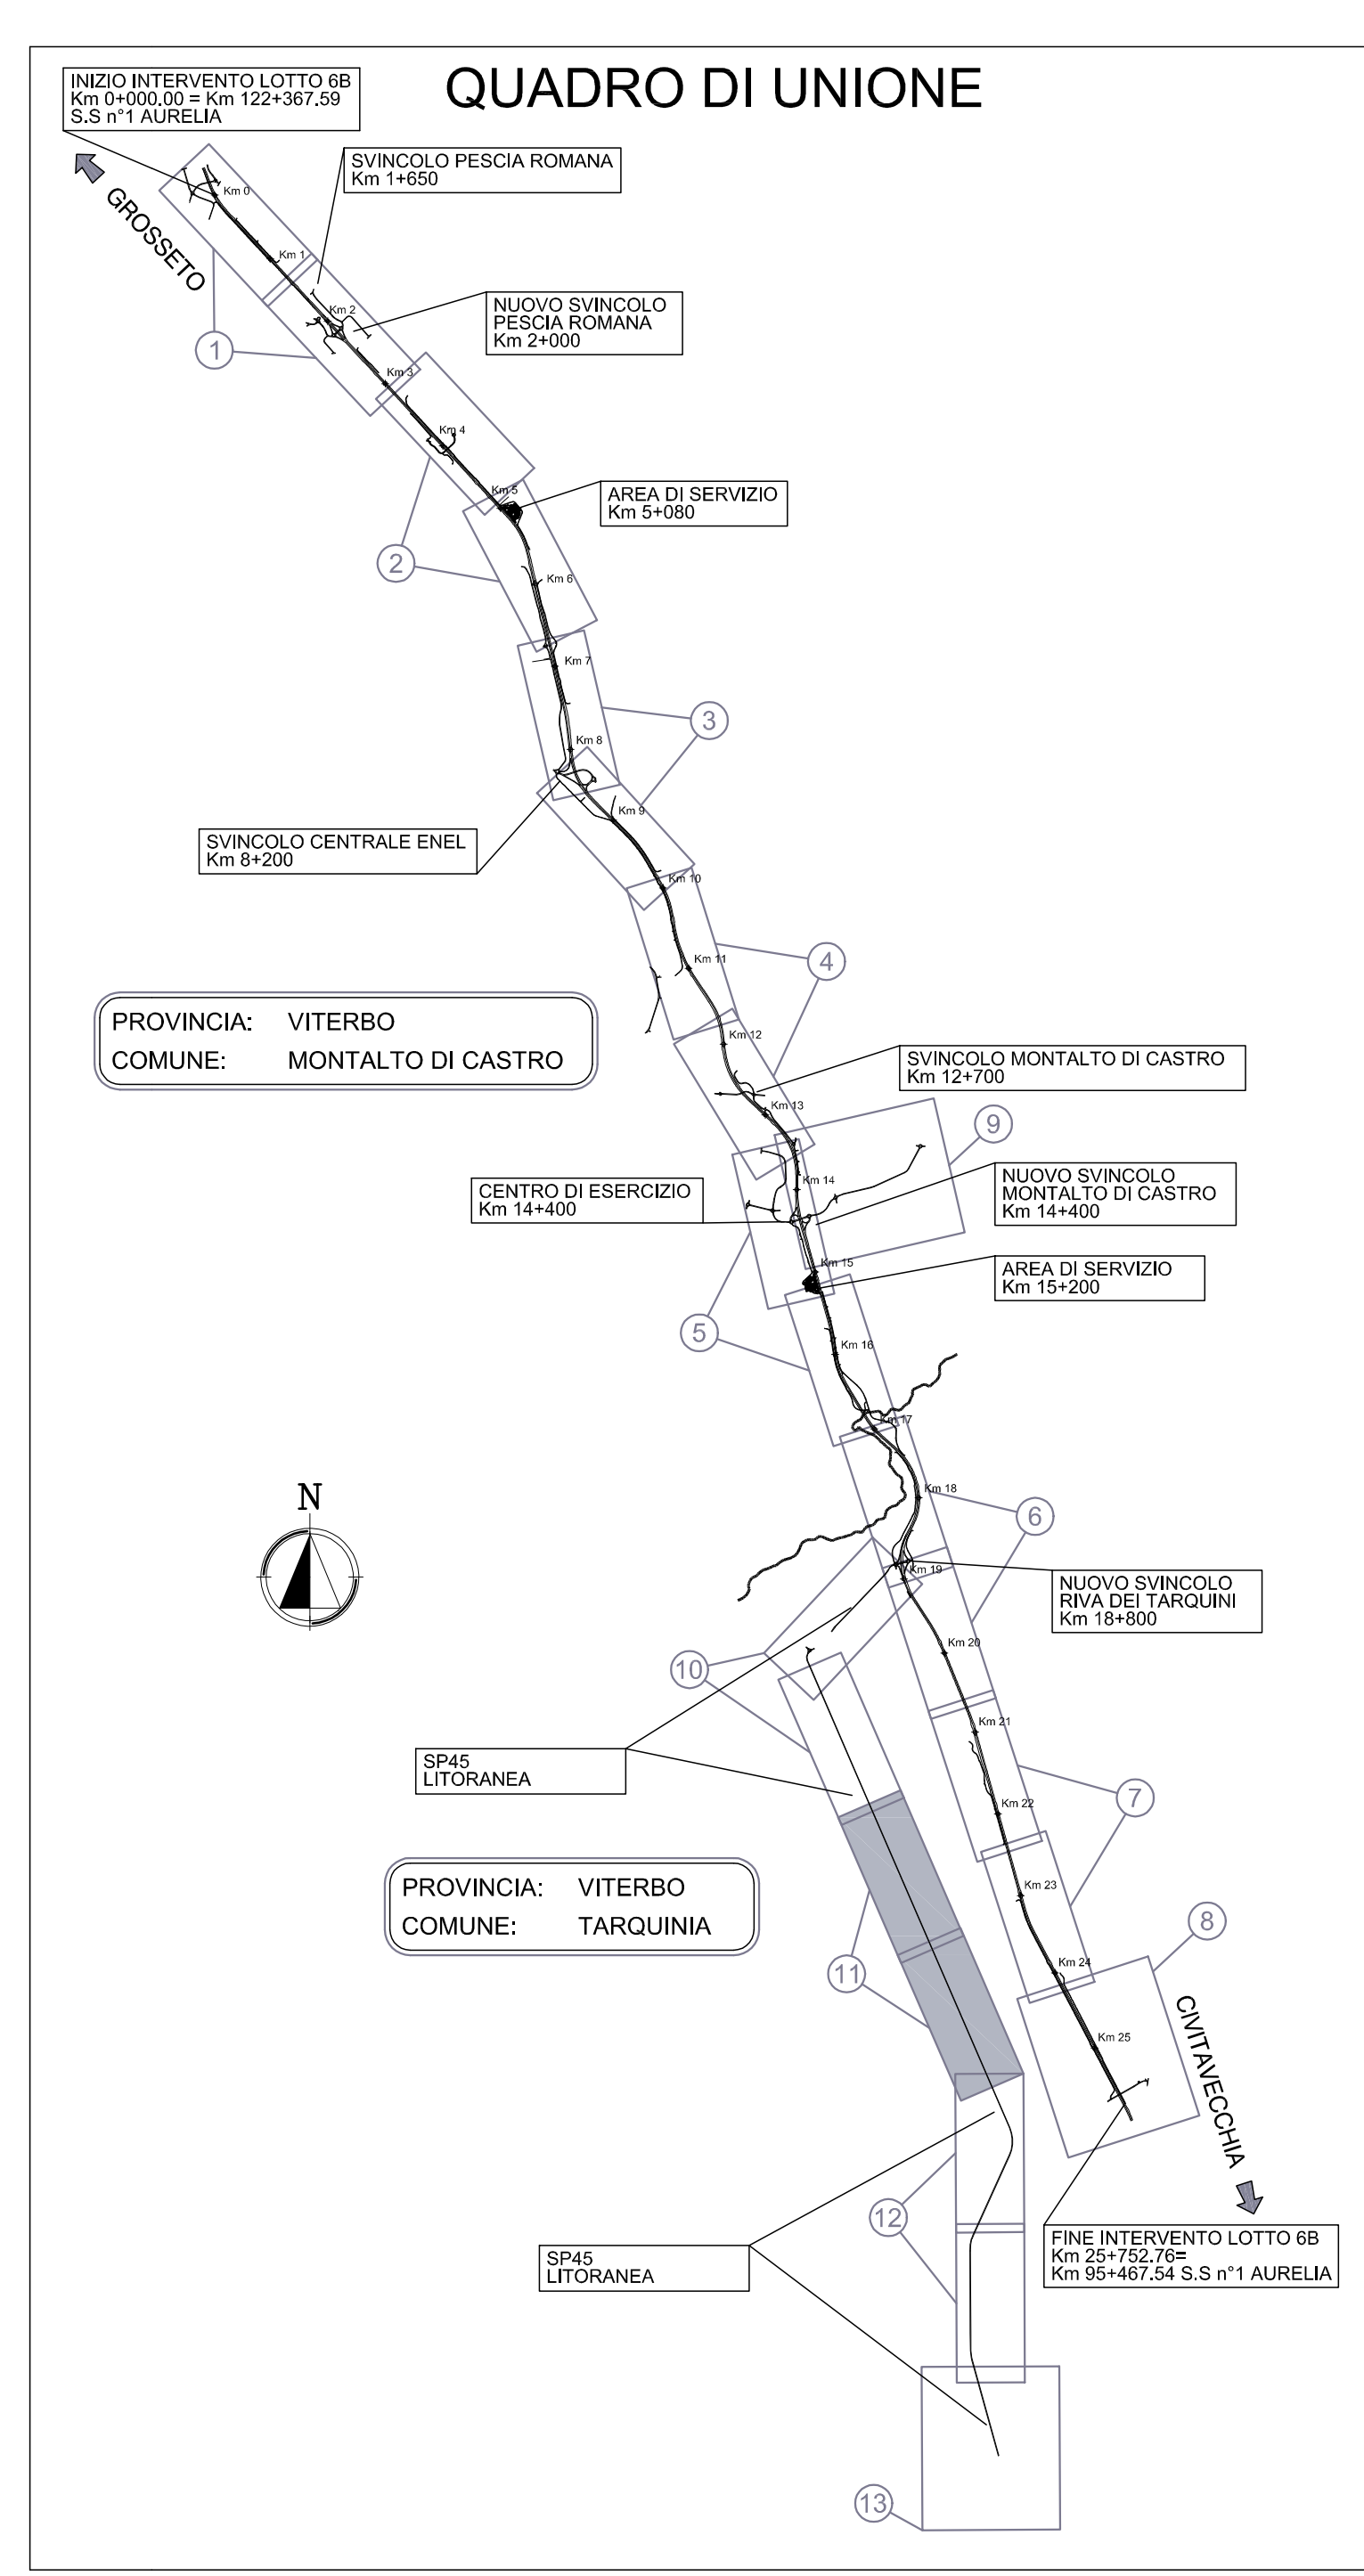 QUADRO DI UNIONE
INIZIO INTERVENTO LOTTO 6B
Km 0+000.00 = Km 122+367.59
S.S n°1 AURELIA
GROSSETO
SVINCOLO PESCIA ROMANA
Km 1+650
Km 0
Km 1
NUOVO SVINCOLO
PESCIA ROMANA
Km 2+000
Km 2
1
Km 3
Km 4
AREA DI SERVIZIO
Km 5+080
Km 5
2
Km 6
Km 7
3
Km 8
Km 9
SVINCOLO CENTRALE ENEL
Km 8+200
Km 10
4
Km 11
PROVINCIA: VITERBO
COMUNE: MONTALTO DI CASTRO
Km 12
SVINCOLO MONTALTO DI CASTRO
Km 12+700
Km 13
9
CENTRO DI ESERCIZIO
Km 14+400
Km 14
NUOVO SVINCOLO
MONTALTO DI CASTRO
Km 14+400
Km 15
AREA DI SERVIZIO
Km 15+200
5
Km 16
Km 17
N
Km 18
6
Km 19
NUOVO SVINCOLO
RIVA DEI TARQUINI
Km 18+800
Km 20
10
Km 21
SP45
LITORANEA
7
Km 22
PROVINCIA: VITERBO
COMUNE: TARQUINIA
Km 23
8
Km 24
11
Km 25
CIVITAVECCHIA
12
FINE INTERVENTO LOTTO 6B
Km 25+752.76=
Km 95+467.54 S.S n°1 AURELIA
SP45
LITORANEA
13